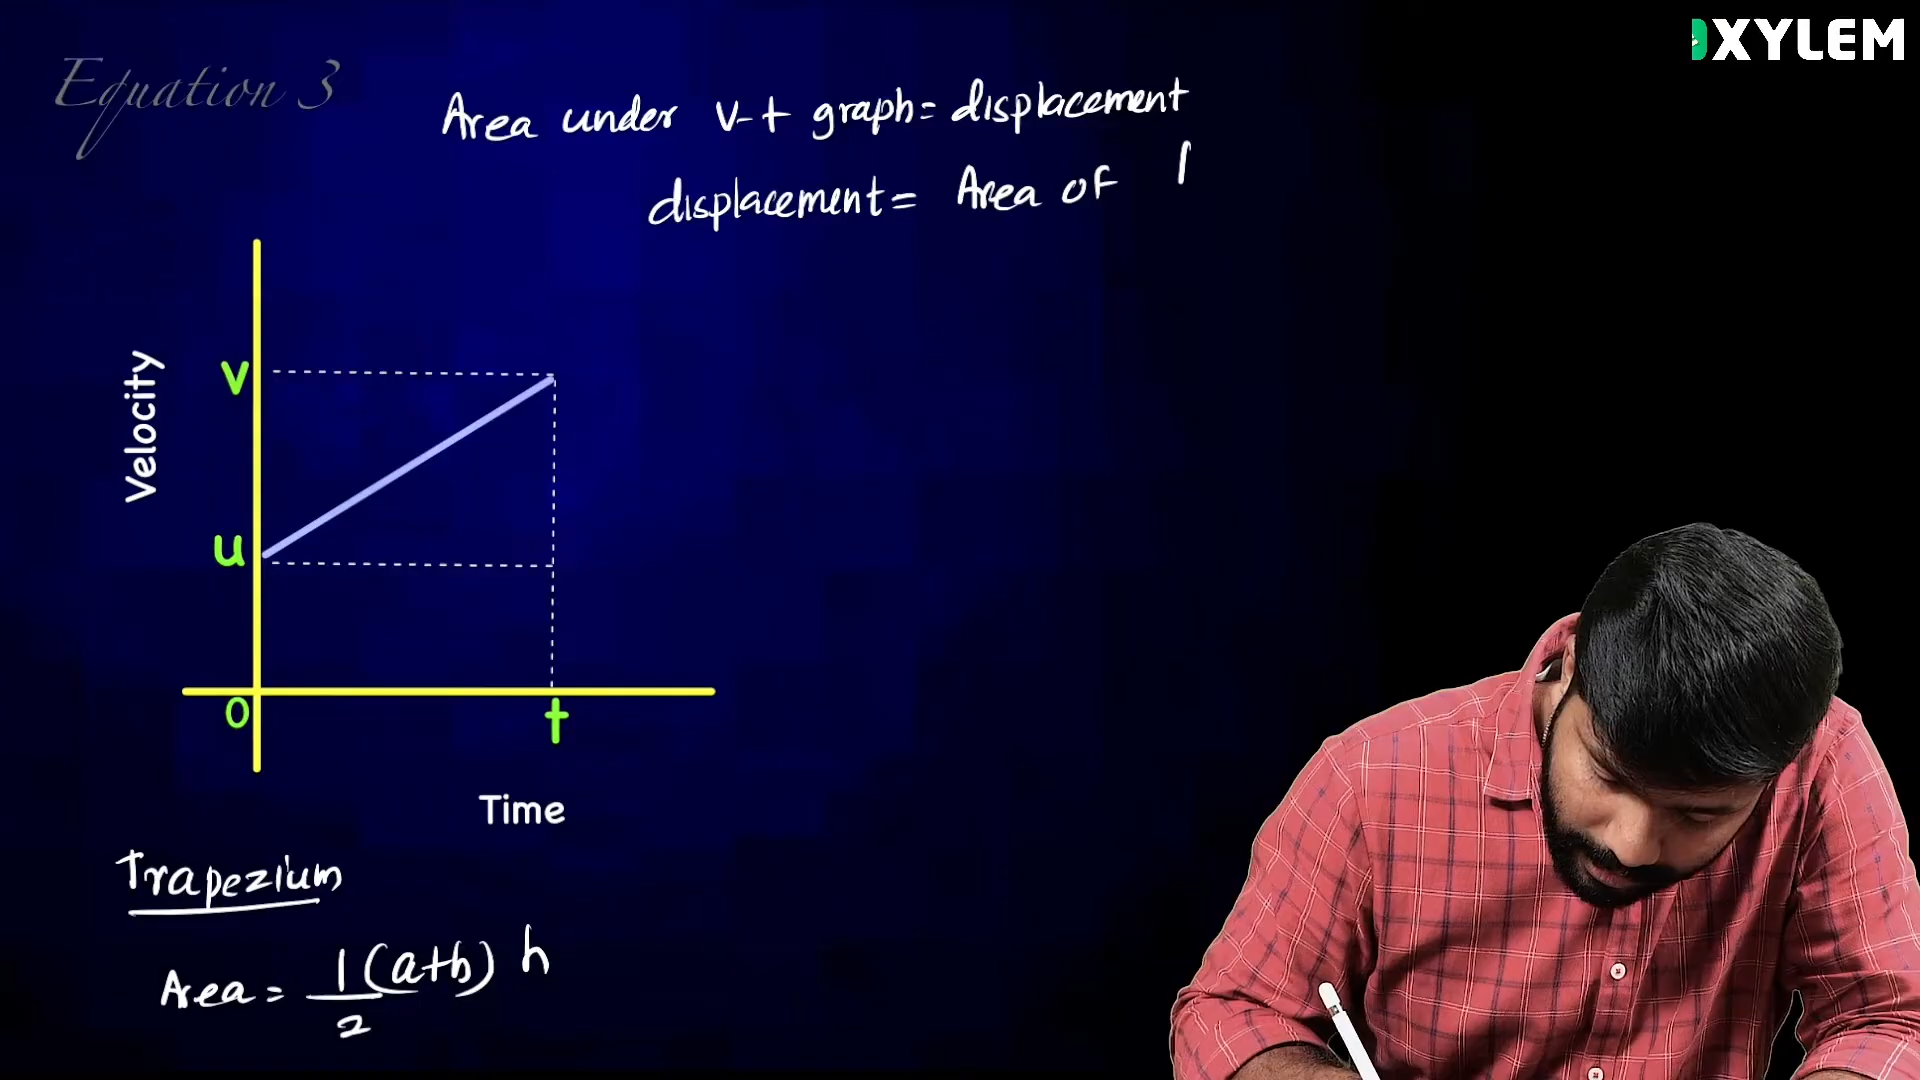 XYLEM
Equation 3
Area under v-t graph = displacement
displacement = Area of
Velocity
v
u
0
t
Time
Trapezium
Area = 1/2 (a+b) h